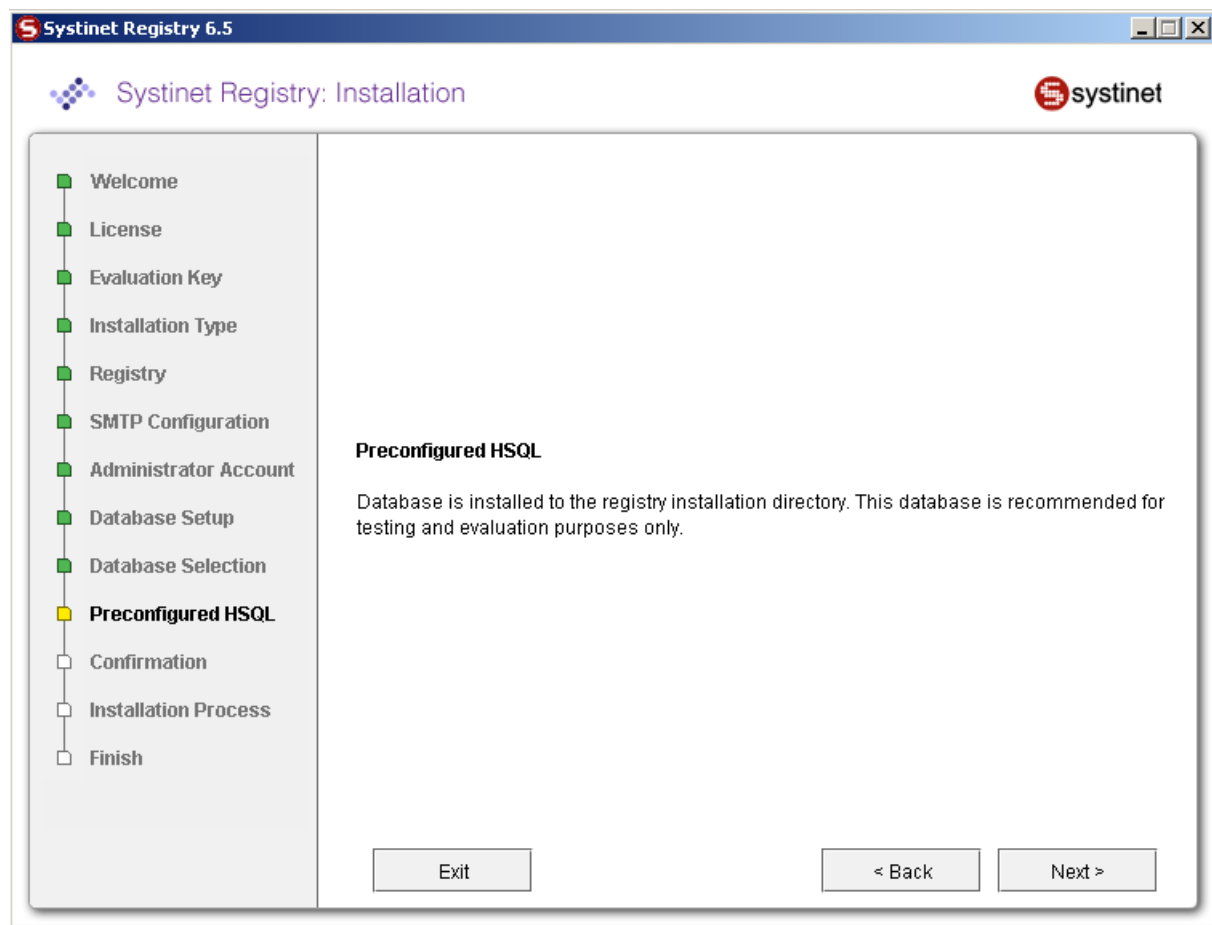 Systinet Registry 6.5
Systinet Registry: Installation
systinet
Welcome
License
Evaluation Key
Installation Type
Registry
SMTP Configuration
Administrator Account
Database Setup
Database Selection
Preconfigured HSQL
Confirmation
Installation Process
Finish
Preconfigured HSQL
Database is installed to the registry installation directory. This database is recommended for
testing and evaluation purposes only.
Exit
< Back
Next >